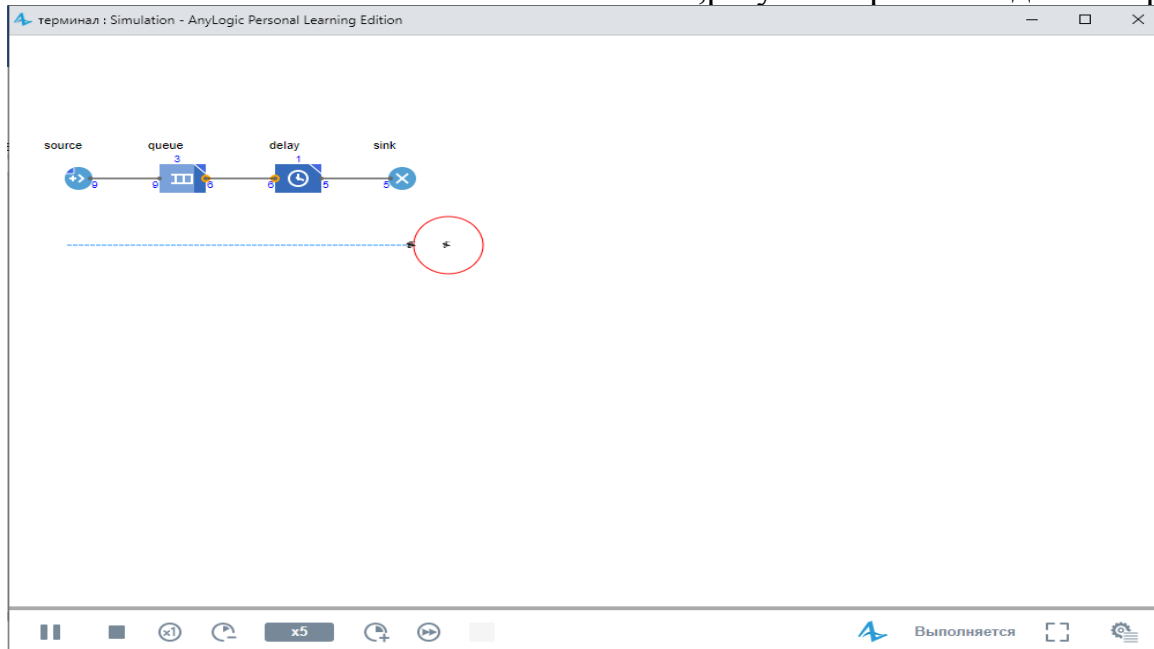 терминал : Simulation - AnyLogic Personal Learning Edition
source queue delay sink
3 1
9 9 6 6 5 5
x1 x5 Выполняется